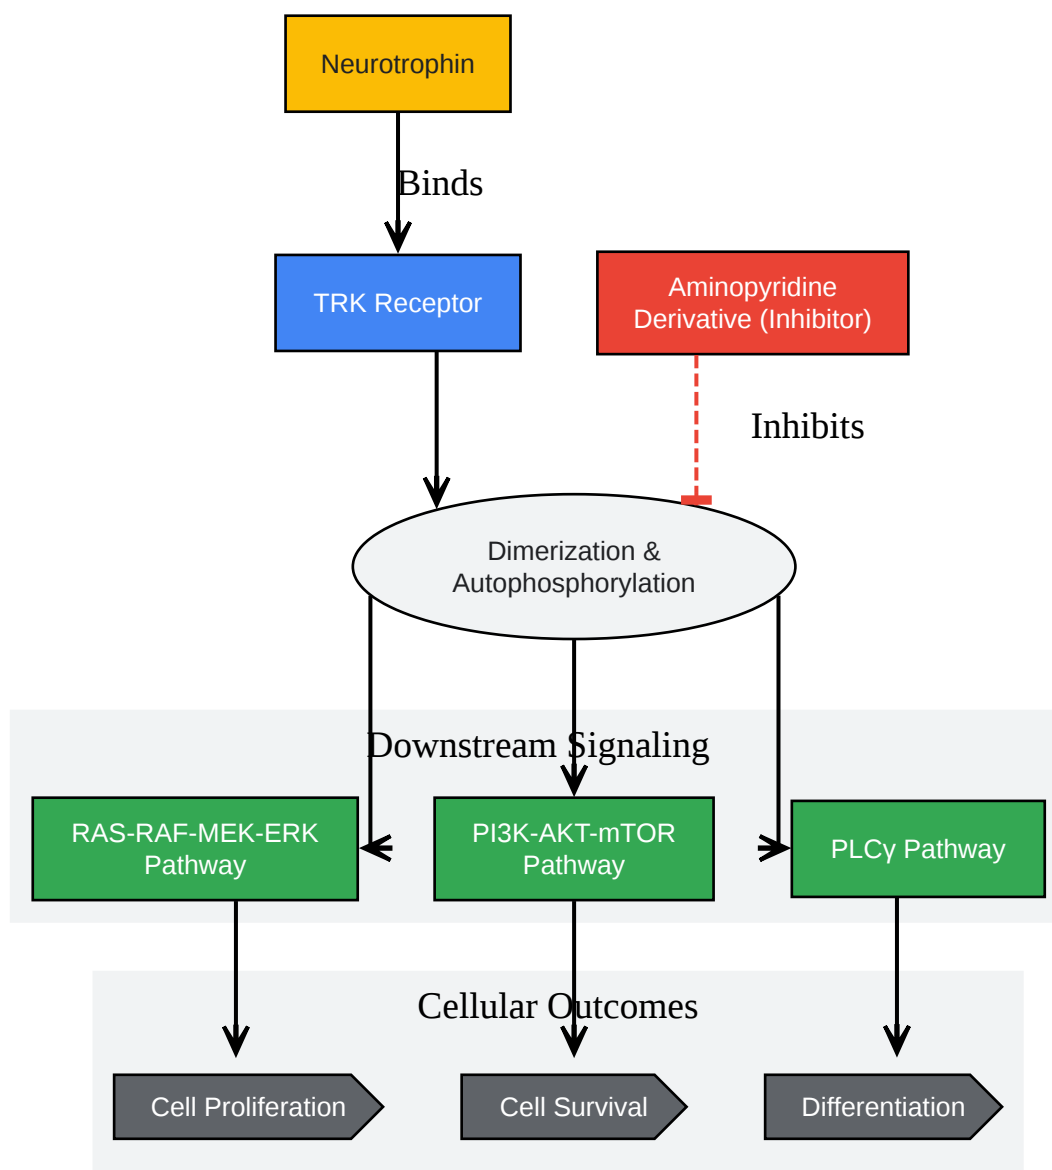 Neurotrophin
Binds
TRK Receptor
Aminopyridine
Derivative (Inhibitor)
Inhibits
Dimerization &
Autophosphorylation
Downstream Signaling
RAS-RAF-MEK-ERK
Pathway
PI3K-AKT-mTOR
Pathway
PLCγ Pathway
Cellular Outcomes
Cell Proliferation
Cell Survival
Differentiation